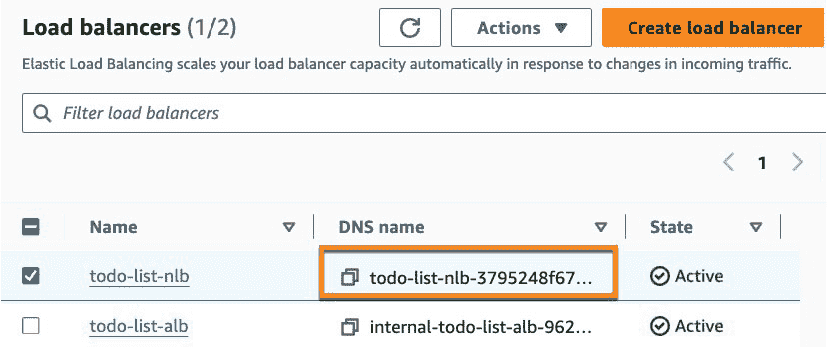 Load balancers (1/2)
Actions
Create load balancer
Elastic Load Balancing scales your load balancer capacity automatically in response to changes in incoming traffic.
Filter load balancers
1
Name DNS name State
todo-list-nlb todo-list-nlb-3795248f67... Active
todo-list-alb internal-todo-list-alb-962... Active